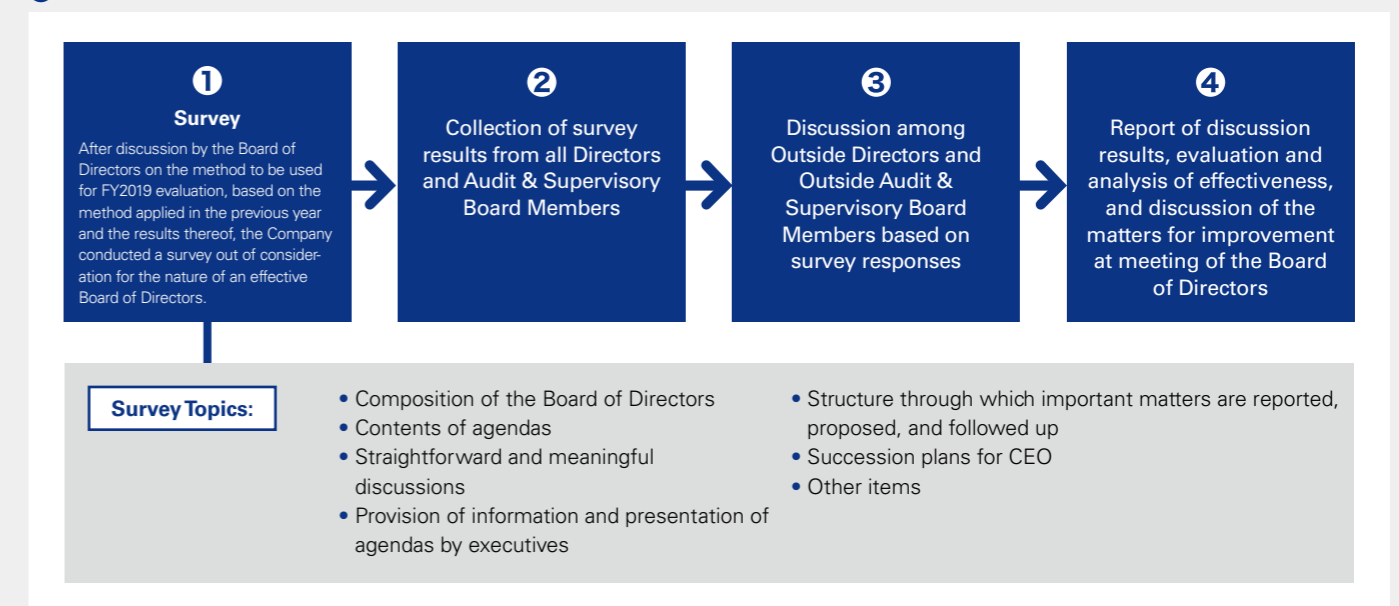 1
Survey
After discussion by the Board of
Directors on the method to be used
for FY2019 evaluation, based on the
method applied in the previous year
and the results thereof, the Company
conducted a survey out of consider-
ation for the nature of an effective
Board of Directors.
2
Collection of survey
results from all Directors
and Audit & Supervisory
Board Members
3
Discussion among
Outside Directors and
Outside Audit &
Supervisory Board
Members based on
survey responses
4
Report of discussion
results, evaluation and
analysis of effectiveness,
and discussion of the
matters for improvement
at meeting of the Board
of Directors
Survey Topics:
• Composition of the Board of Directors
• Contents of agendas
• Straightforward and meaningful
discussions
• Provision of information and presentation of
agendas by executives
• Structure through which important matters are reported,
proposed, and followed up
• Succession plans for CEO
• Other items